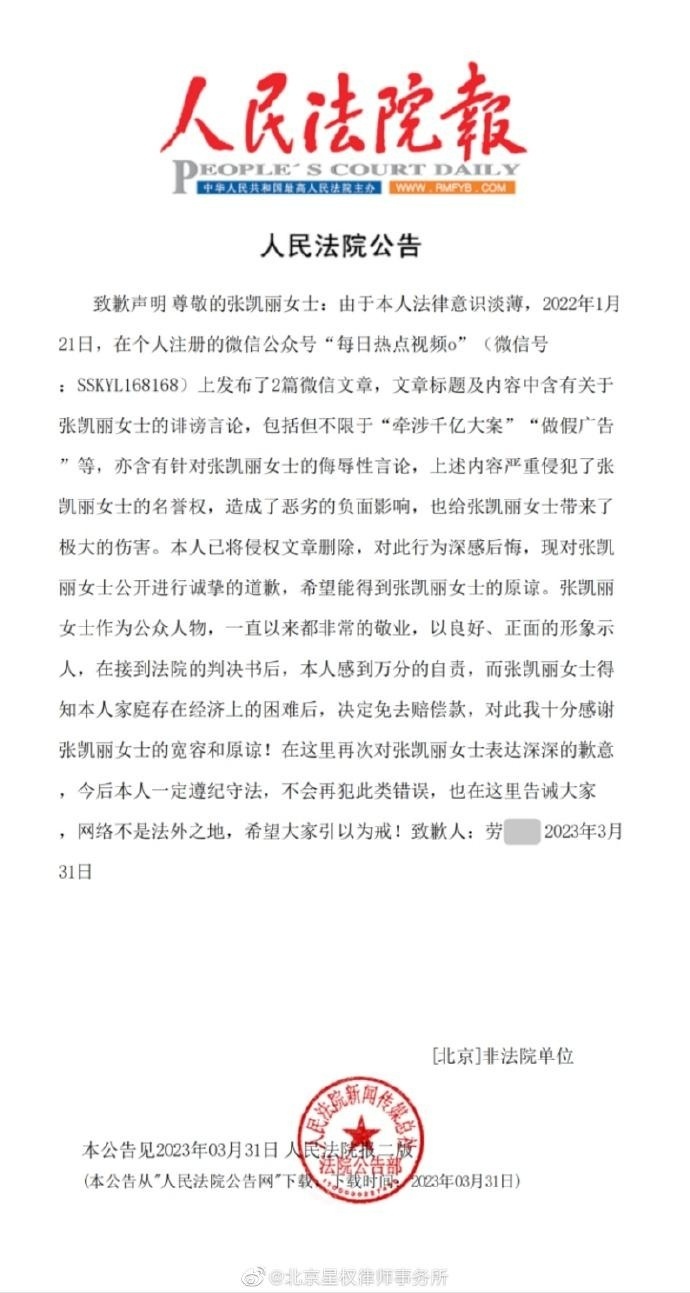 人民法院報
PEOPLE'S COURT DAILY
中华人民共和国最高人民法院主办 WWW.RMFYB.COM
人民法院公告
致歉声明 尊敬的张凯丽女士：由于本人法律意识淡薄，2022年1月
21日，在个人注册的微信公众号“每日热点视频o”（微信号
：SSKYL168168）上发布了2篇微信文章，文章标题及内容中含有关于
张凯丽女士的诽谤言论，包括但不限于“牵涉千亿大案”“做假广告
”等，亦含有针对张凯丽女士的侮辱性言论，上述内容严重侵犯了张
凯丽女士的名誉权，造成了恶劣的负面影响，也给张凯丽女士带来了
极大的伤害。本人已将侵权文章删除，对此行为深感后悔，现对张凯
丽女士公开进行诚挚的道歉，希望能得到张凯丽女士的原谅。张凯丽
女士作为公众人物，一直以来都非常的敬业，以良好、正面的形象示
人，在接到法院的判决书后，本人感到万分的自责，而张凯丽女士得
知本人家庭存在经济上的困难后，决定免去赔偿款，对此我十分感谢
张凯丽女士的宽容和原谅！在这里再次对张凯丽女士表达深深的歉意
，今后本人一定遵纪守法，不会再犯此类错误，也在这里告诫大家
，网络不是法外之地，希望大家引以为戒！致歉人：劳 2023年3月
31日
[北京]非法院单位
人民法院新闻传媒总社
法院公告部
本公告见2023年03月31日 人民法院报二版
(本公告从"人民法院公告网"下载，下载时间：2023年03月31日)
@北京星权律师事务所